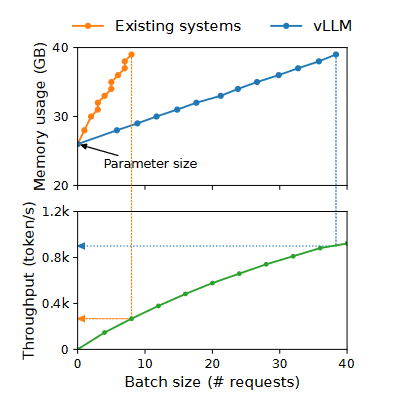 Existing systems
vLLM
Memory usage (GB)
40
30
20
Parameter size
Throughput (token/s)
1.2k
0.8k
0.4k
0
0 10 20 30 40
Batch size (# requests)